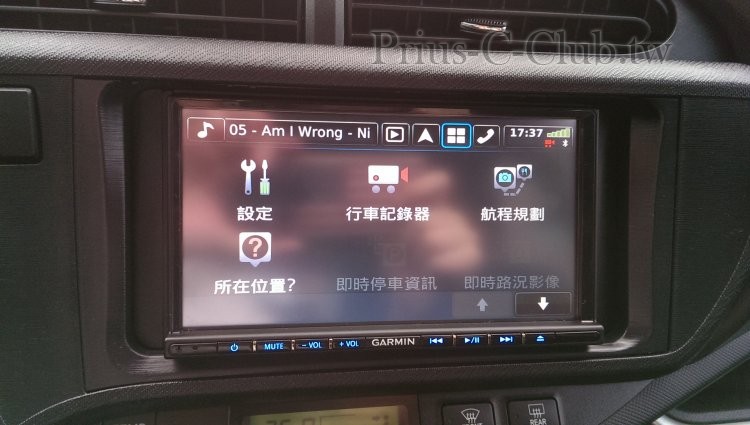 Prius-C-Club.tw
05 - Am I Wrong - Ni
17:37
設定
行車記錄器
航程規劃
所在位置?
即時停車資訊
即時路況影像
MUTE
- VOL
+ VOL
GARMIN
REAR